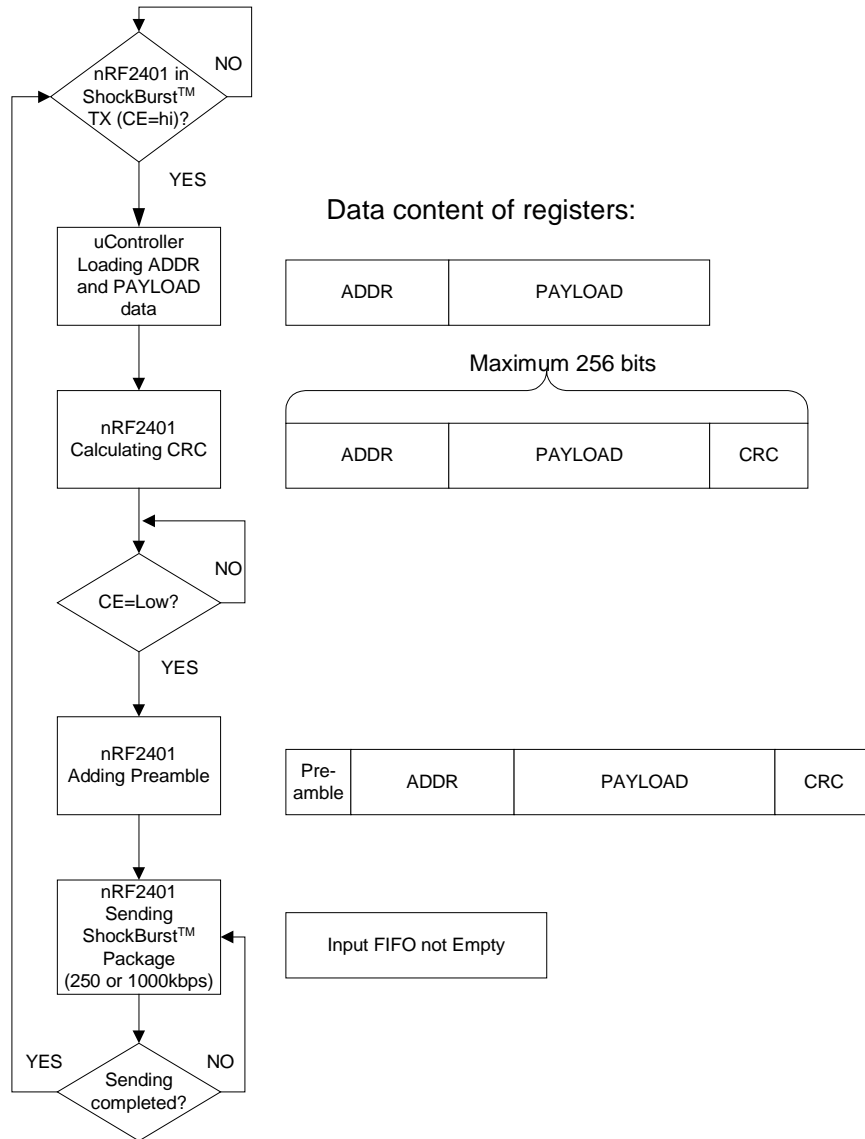 NO
nRF2401 in
ShockBurst™
TX (CE=hi)?
YES
Data content of registers:
uController
Loading ADDR
and PAYLOAD
data
ADDR
PAYLOAD
Maximum 256 bits
nRF2401
Calculating CRC
ADDR
PAYLOAD
CRC
NO
CE=Low?
YES
nRF2401
Adding Preamble
Pre-
amble
ADDR
PAYLOAD
CRC
nRF2401
Sending
ShockBurst™
Package
(250 or 1000kbps)
Input FIFO not Empty
YES
NO
Sending
completed?